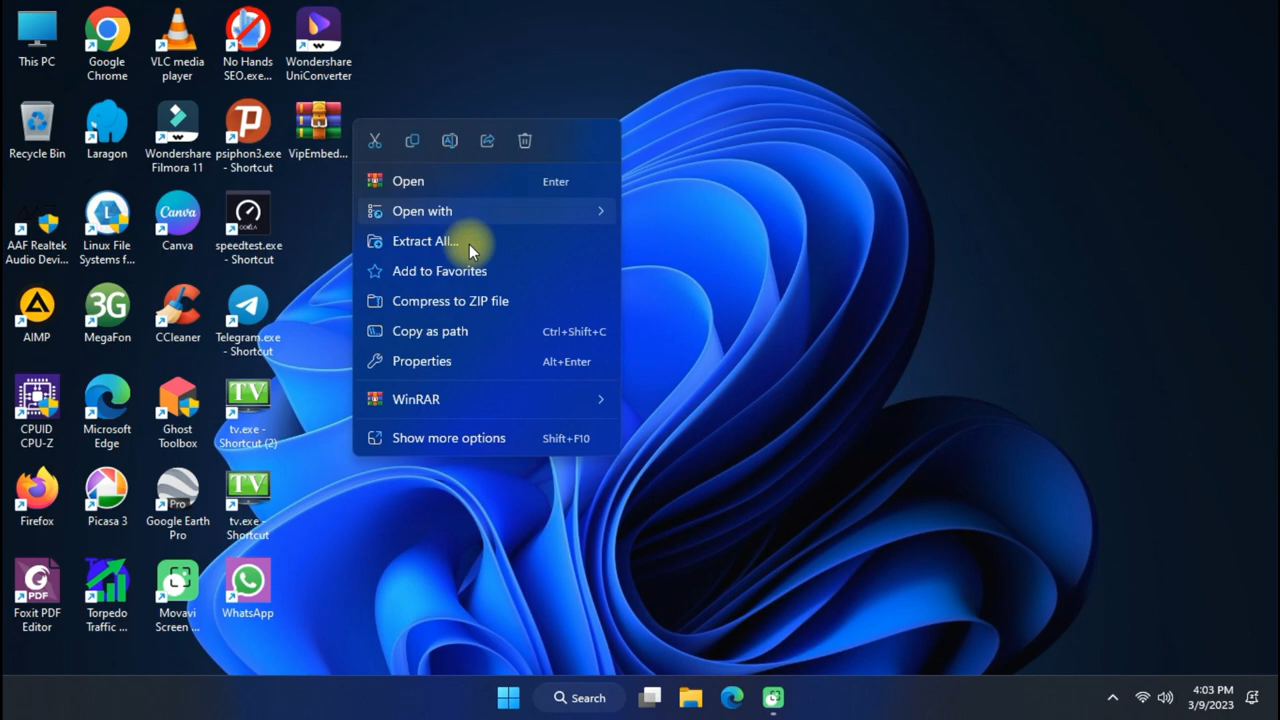 This PC
Google
Chrome
VLC media
player
No Hands
SEO.exe...
Wondershare
UniConverter
Recycle Bin
Laragon
Wondershare
Filmora 11
psiphon3.exe
- Shortcut
VipEmbed...
AAF Realtek
Audio Devi...
Linux File
Systems f...
Canva
Canva
OOKLA
speedtest.exe
- Shortcut
AIMP
3G
MegaFon
CCleaner
Telegram.exe
- Shortcut
CPUID
CPU-Z
Microsoft
Edge
Ghost
Toolbox
TV
tv.exe -
Shortcut (2)
Firefox
Picasa 3
Pro
Google Earth
Pro
TV
tv.exe -
Shortcut
PDF
Foxit PDF
Editor
Torpedo
Traffic ...
Movavi
Screen ...
WhatsApp
Open Enter
Open with
Extract All...
Add to Favorites
Compress to ZIP file
Copy as path Ctrl+Shift+C
Properties Alt+Enter
WinRAR
Show more options Shift+F10
Search
4:03 PM
3/9/2023